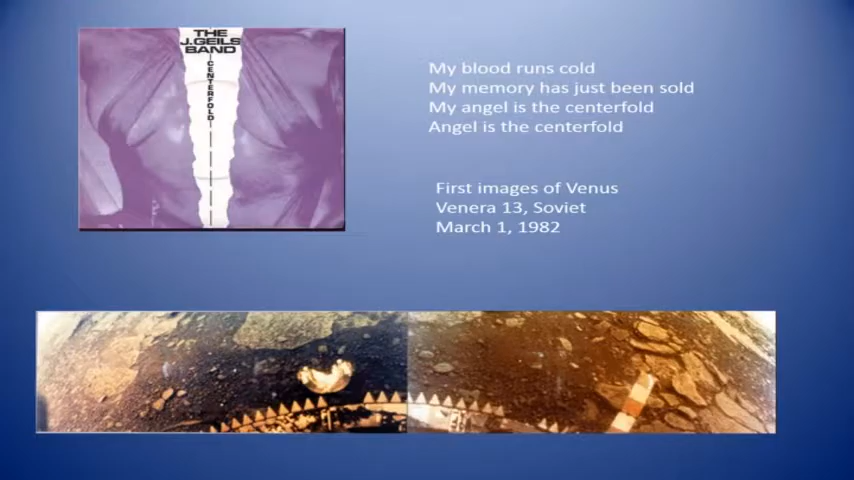 THE
J. GEILS
BAND
CENTERFOLD
My blood runs cold
My memory has just been sold
My angel is the centerfold
Angel is the centerfold
First images of Venus
Venera 13, Soviet
March 1, 1982